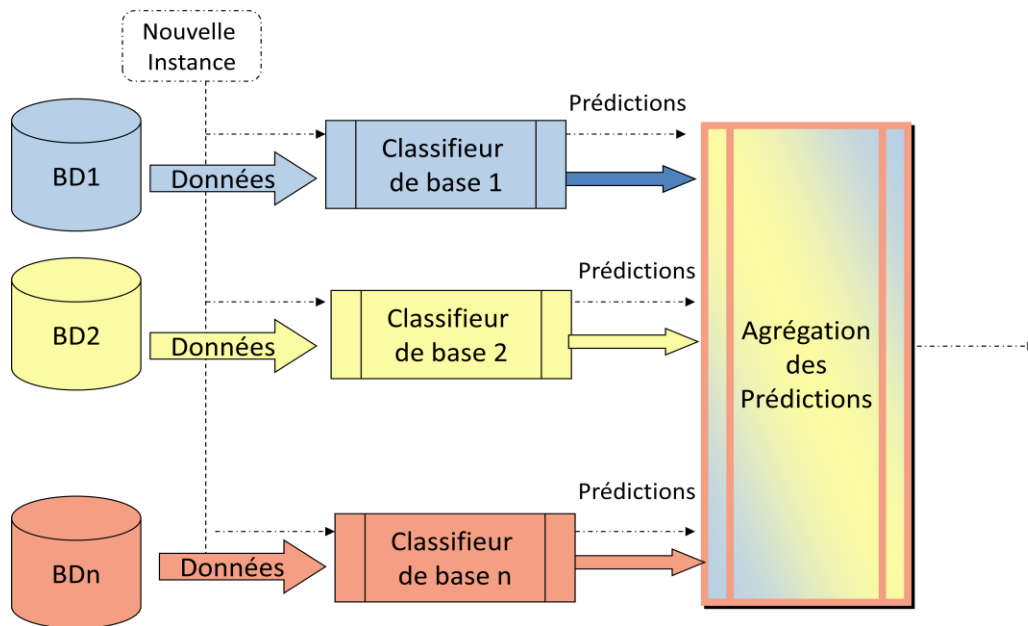 Nouvelle
Instance
Prédictions
BD1
Données
Classifieur
de base 1
Prédictions
BD2
Données
Classifieur
de base 2
Agrégation
des
Prédictions
Prédictions
BDn
Données
Classifieur
de base n